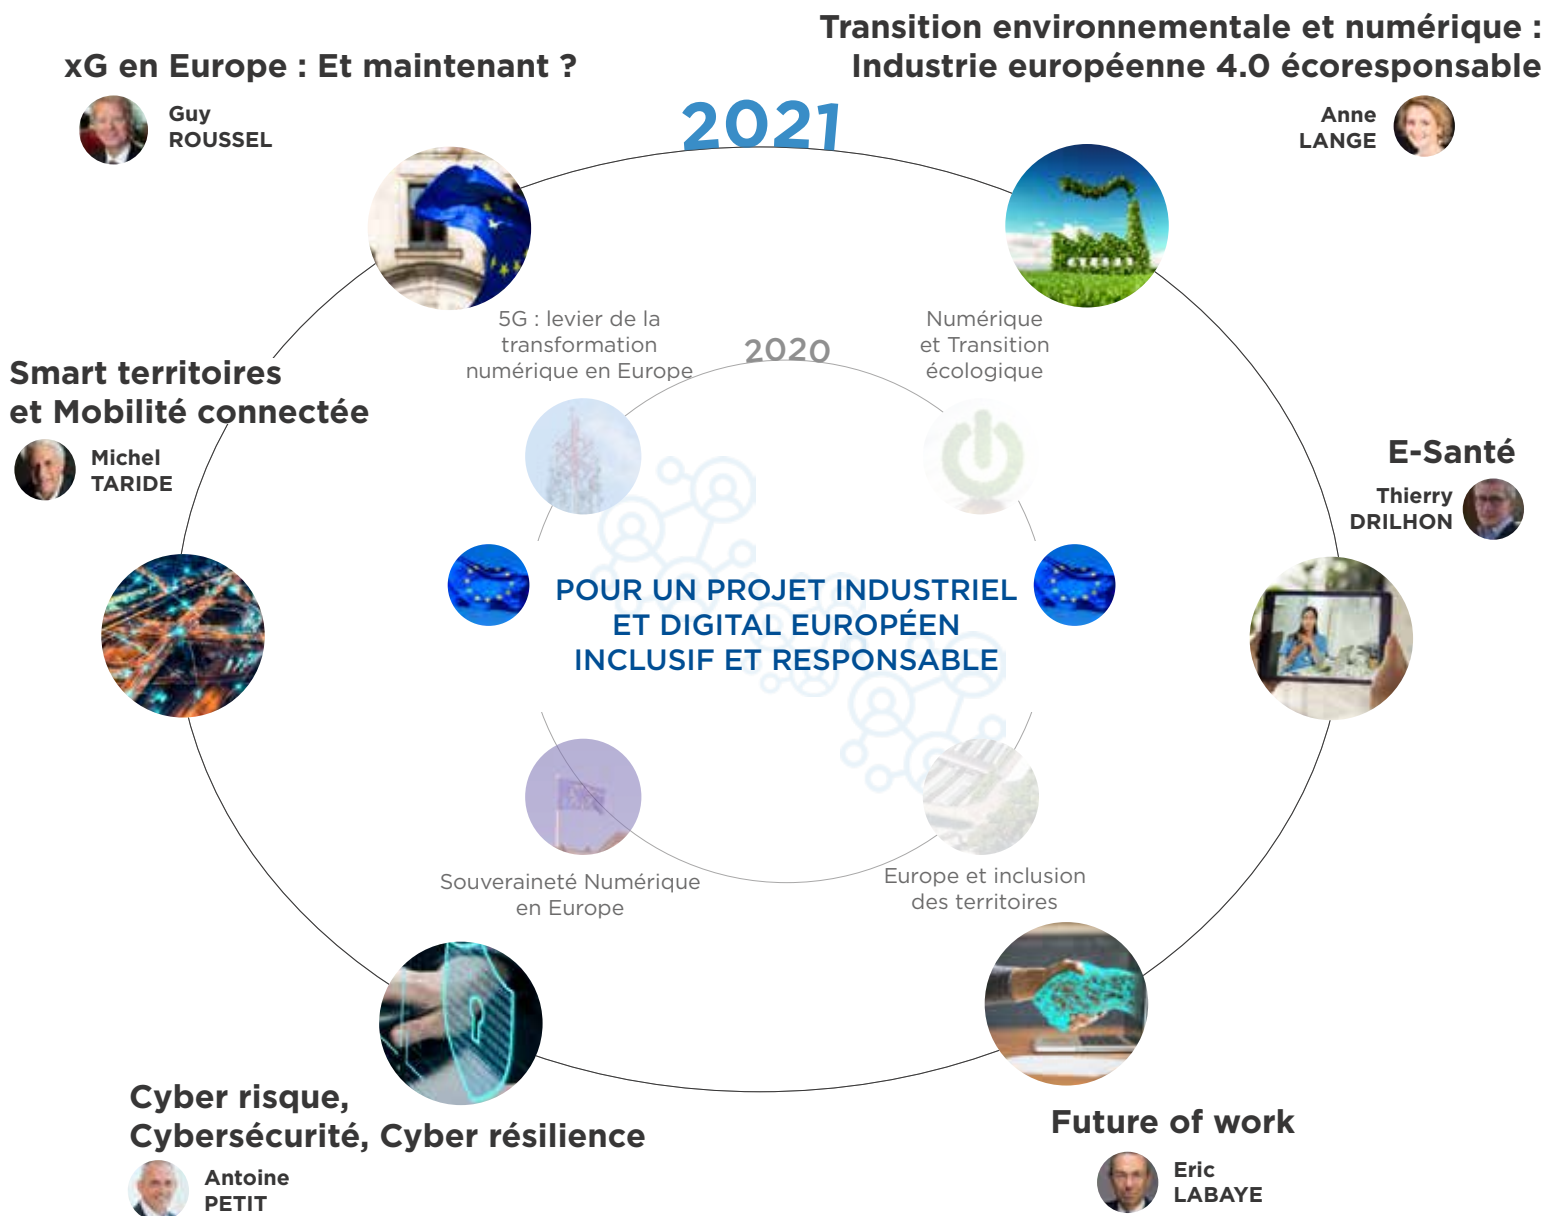 Transition environnementale et numérique :
Industrie européenne 4.0 écoresponsable
Anne
LANGE
xG en Europe : Et maintenant ?
Guy
ROUSSEL
2021
5G : levier de la
transformation
numérique en Europe
2020
Numérique
et Transition
écologique
Smart territoires
et Mobilité connectée
Michel
TARIDE
E-Santé
Thierry
DRILHON
POUR UN PROJET INDUSTRIEL
ET DIGITAL EUROPÉEN
INCLUSIF ET RESPONSABLE
Souveraineté Numérique
en Europe
Europe et inclusion
des territoires
Cyber risque,
Cybersécurité, Cyber résilience
Antoine
PETIT
Future of work
Eric
LABAYE